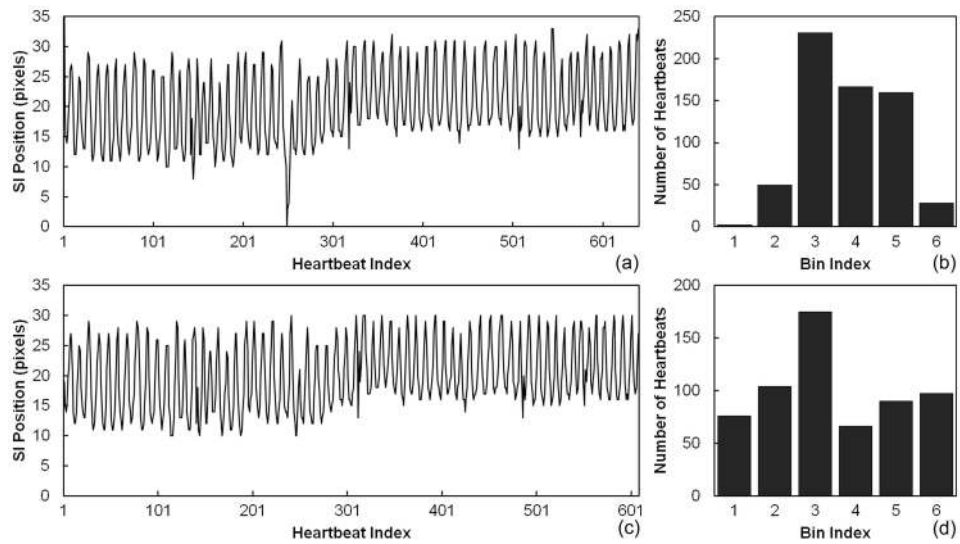 35
30
25
20
15
10
5
0
SI Position (pixels)
1 101 201 301 401 501 601
Heartbeat Index
(a)
250
200
150
100
50
0
Number of Heartbeats
1 2 3 4 5 6
Bin Index
(b)
35
30
25
20
15
10
5
0
SI Position (pixels)
1 101 201 301 401 501 601
Heartbeat Index
(c)
200
150
100
50
0
Number of Heartbeats
1 2 3 4 5 6
Bin Index
(d)